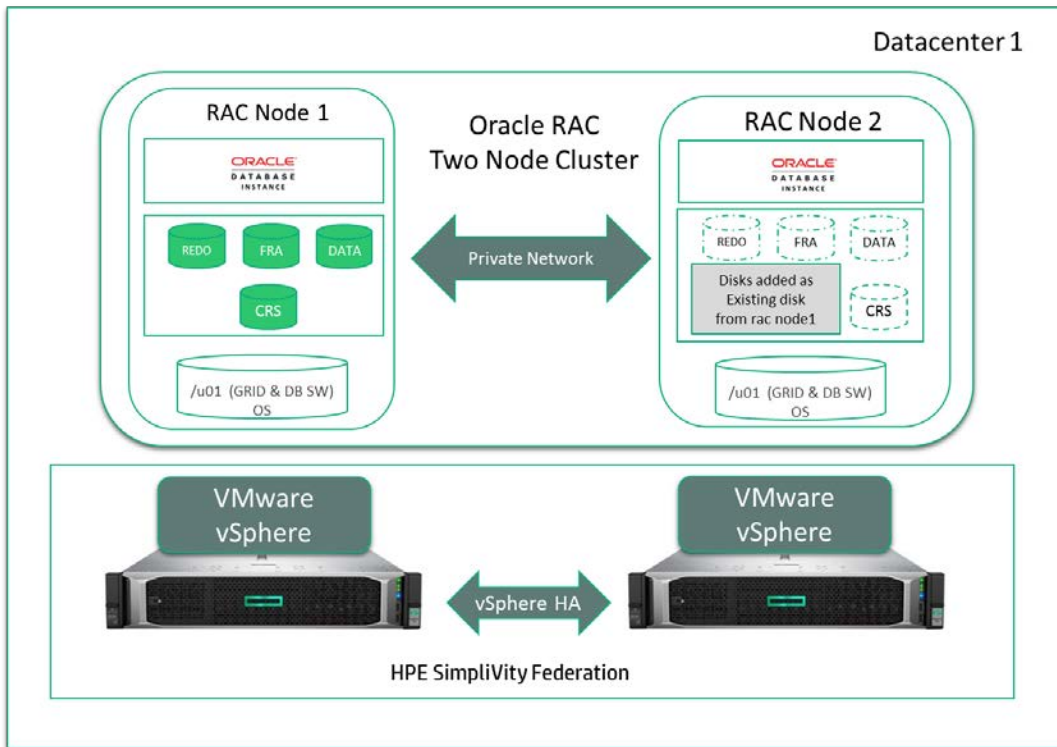 Datacenter 1
RAC Node 1
ORACLE
DATABASE
INSTANCE
REDO
FRA
DATA
CRS
/u01 (GRID & DB SW)
OS
Oracle RAC
Two Node Cluster
Private Network
RAC Node 2
ORACLE
DATABASE
INSTANCE
REDO
FRA
DATA
Disks added as
Existing disk
from rac node1
CRS
/u01 (GRID & DB SW)
OS
VMware
vSphere
vSphere HA
VMware
vSphere
HPE SimpliVity Federation